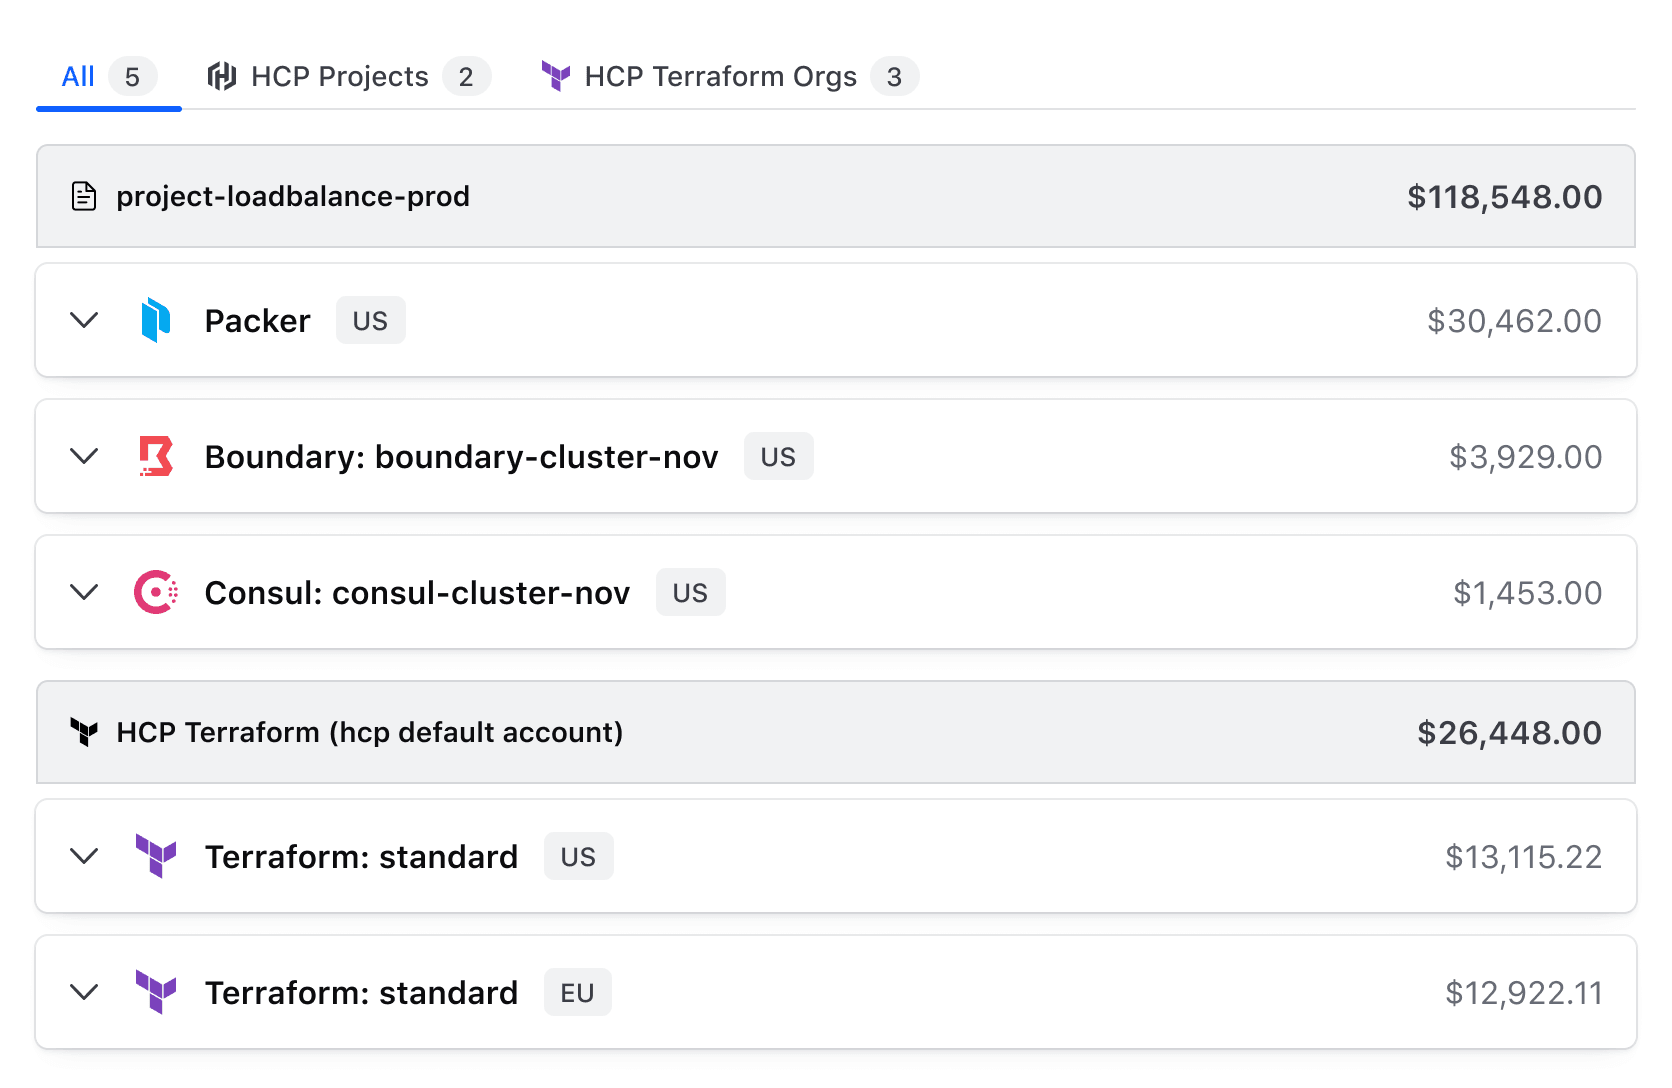 All 5 HCP Projects 2 HCP Terraform Orgs 3
project-loadbalance-prod $118,548.00
Packer US $30,462.00
Boundary: boundary-cluster-nov US $3,929.00
Consul: consul-cluster-nov US $1,453.00
HCP Terraform (hcp default account) $26,448.00
Terraform: standard US $13,115.22
Terraform: standard EU $12,922.11